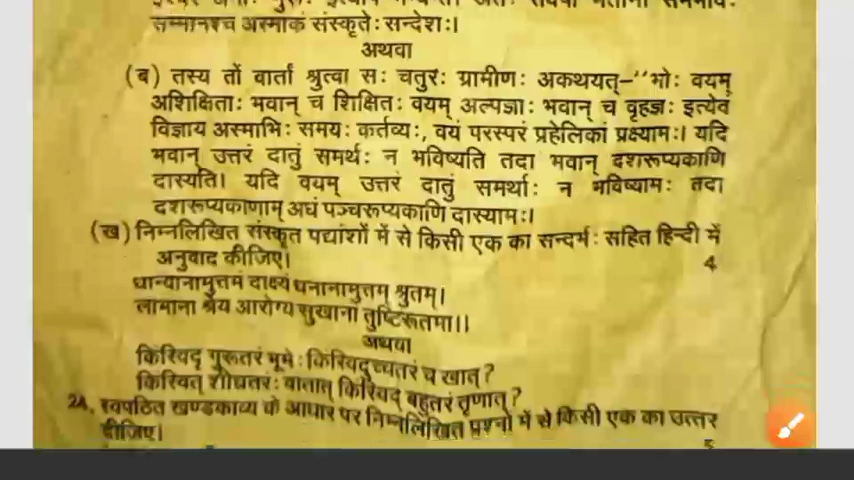 सम्मानश्च अस्माकं संस्कृतेः सन्देशः।
अथवा
(ब) तस्य तों वार्तां श्रुत्वा सः चतुरः ग्रामीणः अकथयत्–''भोः वयम्
अशिक्षिताः भवान् च शिक्षितः वयम् अल्पज्ञाः भवान् च वृहज्ञः इत्येवं
विज्ञाय अस्माभिः समयः कर्तव्यः, वयं परस्परं प्रहेलिकां प्रक्ष्यामः। यदि
भवान् उत्तरं दातुं समर्थः न भविष्यति तदा भवान् दशरूप्यकाणि
दास्यति। यदि वयम् उत्तरं दातुं समर्थाः न भविष्यामः तदा
दशरूप्यकाणाम् अर्धं पञ्चरूप्यकाणि दास्यामः।
(ख) निम्नलिखित संस्कृत पद्यांशों में से किसी एक का सन्दर्भः सहित हिन्दी में
अनुवाद कीजिए। 4
धान्यानामुत्तमं दाक्ष्यं धनानामुत्तम् श्रुतम्।
लामाना श्रेय आरोग्य सुखाना तुष्टिरूतमा।।
अथवा
किंस्विद् गुरूतरं भूमेः किंस्विदुच्चतरं च खात्?
किंस्वित् शीघ्रतरः वातात् किंस्विद् बहुतरं तृणात्?
24. स्वपठित खण्डकाव्य के आधार पर निम्नलिखित प्रश्नों में से किसी एक का उत्तर
दीजिए। 5